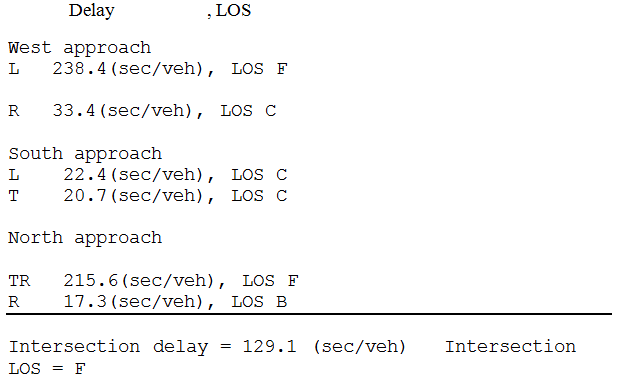 Delay , LOS
West approach
L 238.4(sec/veh), LOS F
R 33.4(sec/veh), LOS C
South approach
L 22.4(sec/veh), LOS C
T 20.7(sec/veh), LOS C
North approach
TR 215.6(sec/veh), LOS F
R 17.3(sec/veh), LOS B
Intersection delay = 129.1 (sec/veh) Intersection
LOS = F